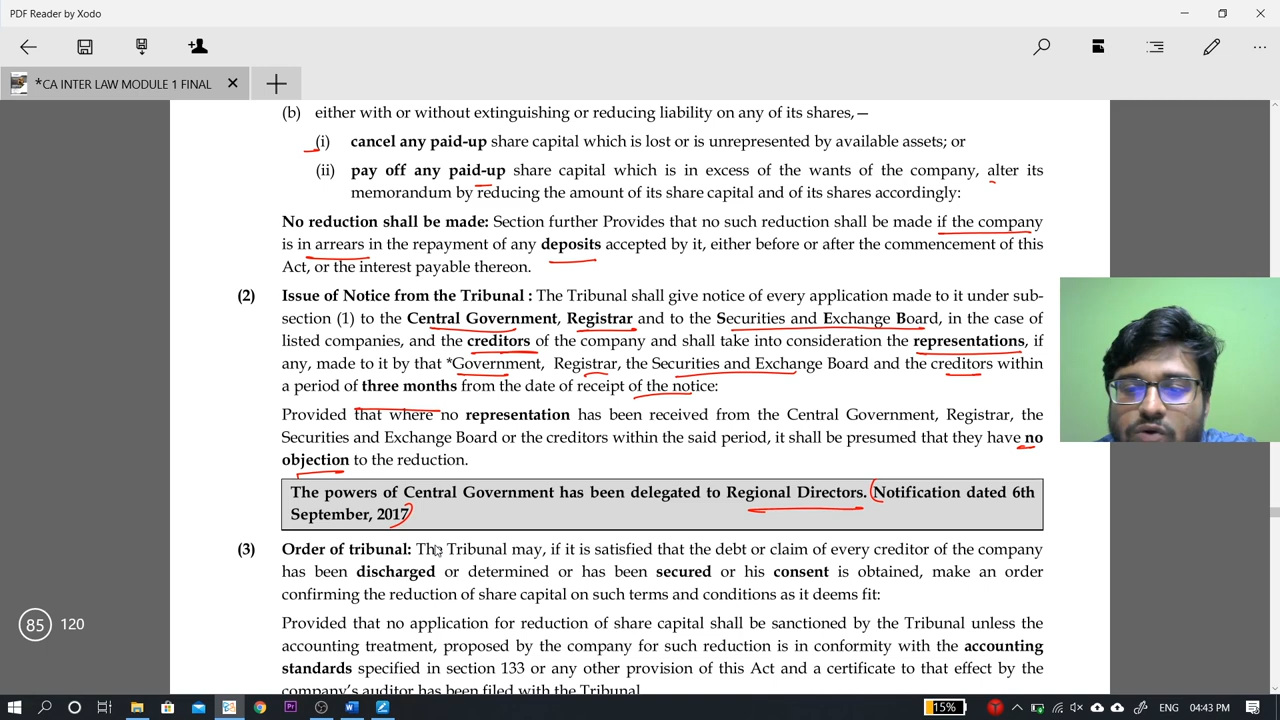 PDF Reader by Xodo
*CA INTER LAW MODULE 1 FINAL
(b) either with or without extinguishing or reducing liability on any of its shares,—
(i) cancel any paid-up share capital which is lost or is unrepresented by available assets; or
(ii) pay off any paid-up share capital which is in excess of the wants of the company, alter its
memorandum by reducing the amount of its share capital and of its shares accordingly:
No reduction shall be made: Section further Provides that no such reduction shall be made if the company
is in arrears in the repayment of any deposits accepted by it, either before or after the commencement of this
Act, or the interest payable thereon.
(2) Issue of Notice from the Tribunal : The Tribunal shall give notice of every application made to it under sub-
section (1) to the Central Government, Registrar and to the Securities and Exchange Board, in the case of
listed companies, and the creditors of the company and shall take into consideration the representations, if
any, made to it by that *Government, Registrar, the Securities and Exchange Board and the creditors within
a period of three months from the date of receipt of the notice:
Provided that where no representation has been received from the Central Government, Registrar, the
Securities and Exchange Board or the creditors within the said period, it shall be presumed that they have no
objection to the reduction.
The powers of Central Government has been delegated to Regional Directors. Notification dated 6th
September, 2017
(3) Order of tribunal: The Tribunal may, if it is satisfied that the debt or claim of every creditor of the company
has been discharged or determined or has been secured or his consent is obtained, make an order
confirming the reduction of share capital on such terms and conditions as it deems fit:
85 120
Provided that no application for reduction of share capital shall be sanctioned by the Tribunal unless the
accounting treatment, proposed by the company for such reduction is in conformity with the accounting
standards specified in section 133 or any other provision of this Act and a certificate to that effect by the
company's auditor has been filed with the Tribunal.
15% ENG 04:43 PM